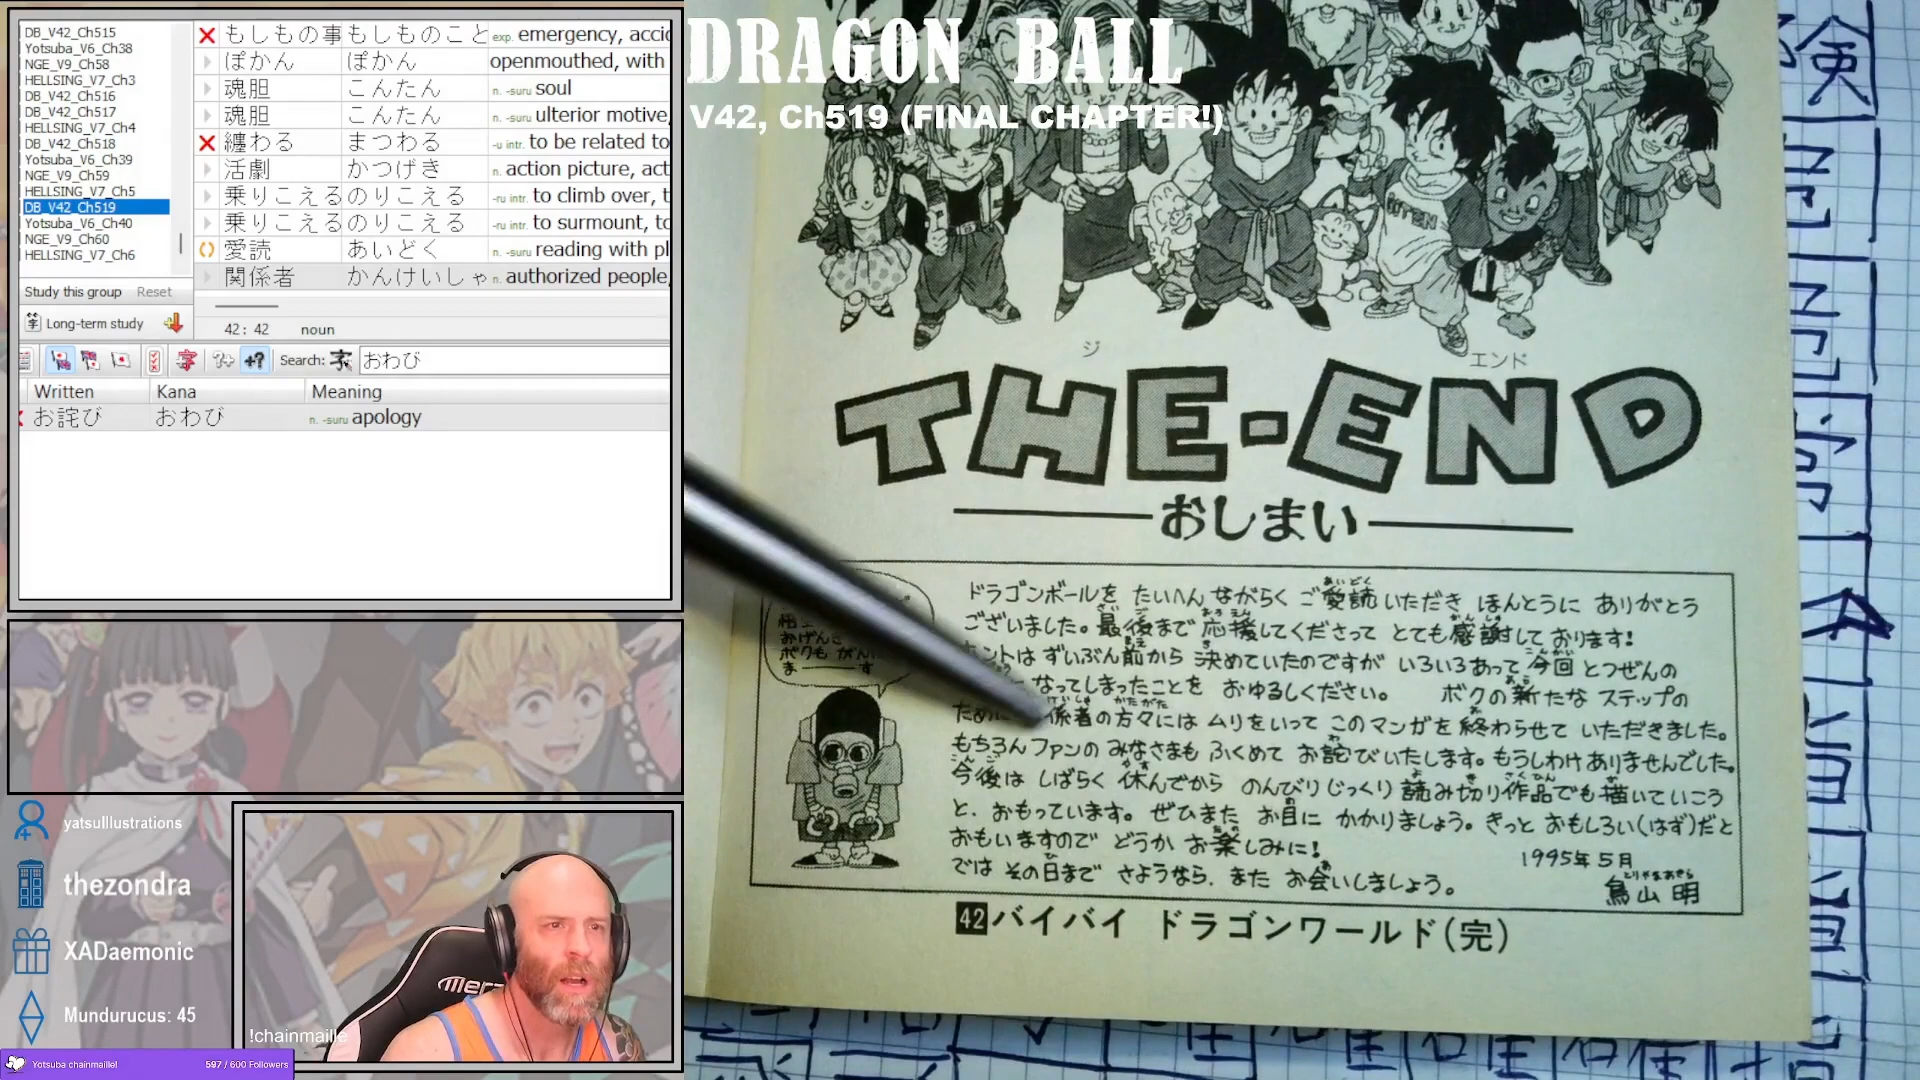 DB_V42_Ch515
Yotsuba_V6_Ch38
NGE_V9_Ch58
HELLSING_V7_Ch3
DB_V42_Ch516
DB_V42_Ch517
HELLSING_V7_Ch4
DB_V42_Ch518
Yotsuba_V6_Ch39
NGE_V9_Ch59
HELLSING_V7_Ch5
DB_V42_Ch519
Yotsuba_V6_Ch40
NGE_V9_Ch60
HELLSING_V7_Ch6
Study this group Reset
Long-term study
もしもの事 もしものこと exp. emergency, accid
ぽかん ぽかん openmouthed, with
魂胆 こんたん n. -suru soul
魂胆 こんたん n. -suru ulterior motive,
纏わる まつわる -u intr. to be related to
活劇 かつげき n. action picture, act
乗りこえる のりこえる -ru intr. to climb over, t
乗りこえる のりこえる -ru intr. to surmount, to
愛読 あいどく n. -suru reading with pl
関係者 かんけいしゃ n. authorized people,
42: 42 noun
Search: 字 おわび
Written Kana Meaning
お詫び おわび n. -suru apology
DRAGON BALL
V42, Ch519 (FINAL CHAPTER!)
ジ エンド
THE-END
おしまい
ドラゴンボールを たいへん ながらく ご愛読いただき ほんとうに ありがとう
ございました。最後まで応援してくださって とても感謝しております!
ントは ずいぶん前から 決めていたのですが いろいろあって今回 とつぜんの
なってしまったことを おゆるしください。 ボクの新たな ステップの
ために 係者の方々には ムリをいって このマンガを終わらせて いただきました。
もちろんファンの みなさまも ふくめて お詫びいたします。もうしわけありませんでした。
今後は しばらく 休んでから のんびりじっくり読み切り作品でも描いていこう
と、おもっています。ぜひまた お目に かかりましょう。きっと おもしろい(はず)だと
おもいますので どうか お楽しみに!
では その日まで さようなら、また お会いしましょう。
1995年5月
とりやまあきら
鳥山明
42 バイバイ ドラゴンワールド(完)
yatsuIllustrations
thezondra
XADaemonic
Mundurucus: 45
!chainmaille
Yotsuba chainmaille! 597 / 600 Followers